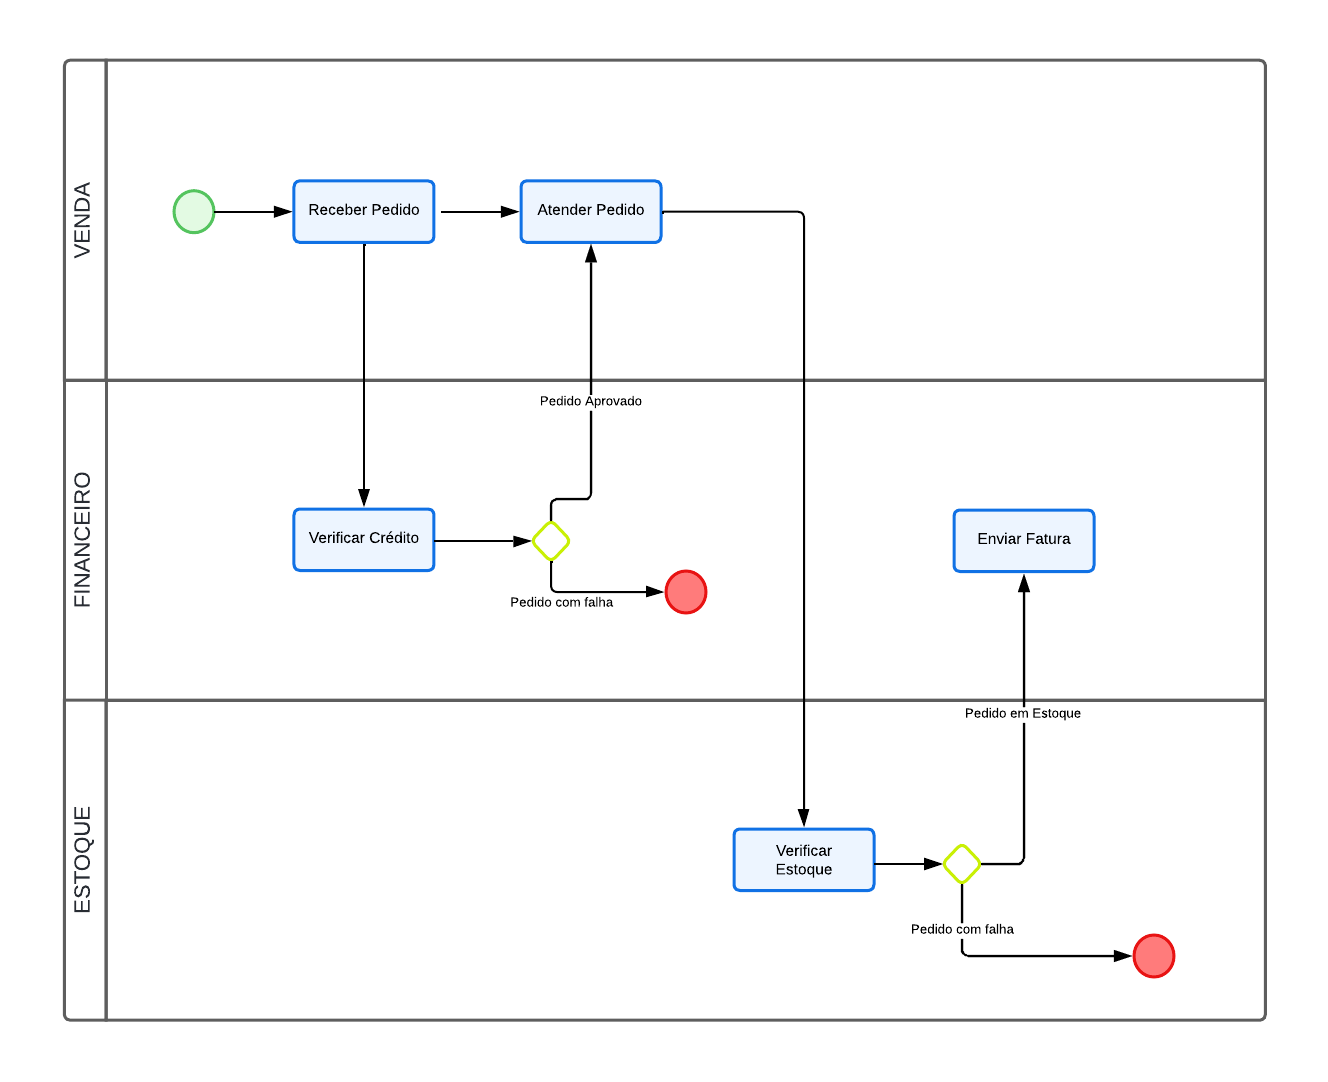 VENDA
Receber Pedido
Atender Pedido
Pedido Aprovado
FINANCEIRO
Verificar Crédito
Enviar Fatura
Pedido com falha
Pedido em Estoque
ESTOQUE
Verificar
Estoque
Pedido com falha